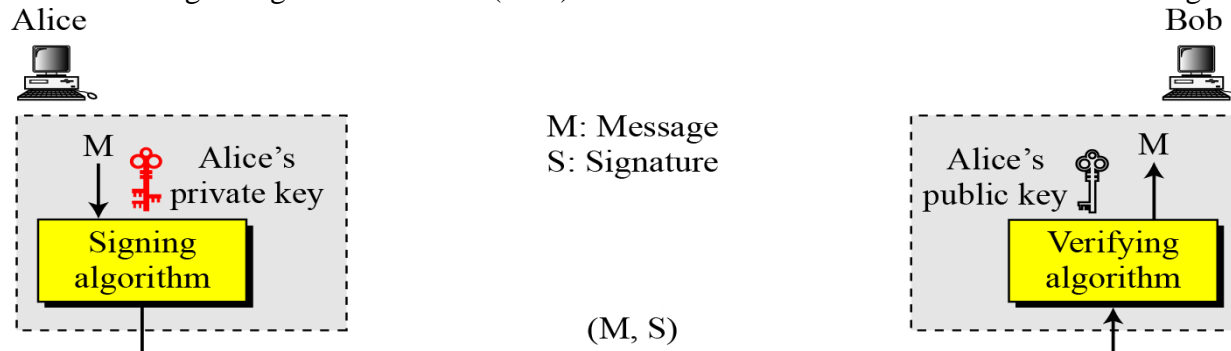 Alice
Bob
M: Message
S: Signature
M
Alice's
private key
Signing
algorithm
Alice's
public key
M
Verifying
algorithm
(M, S)